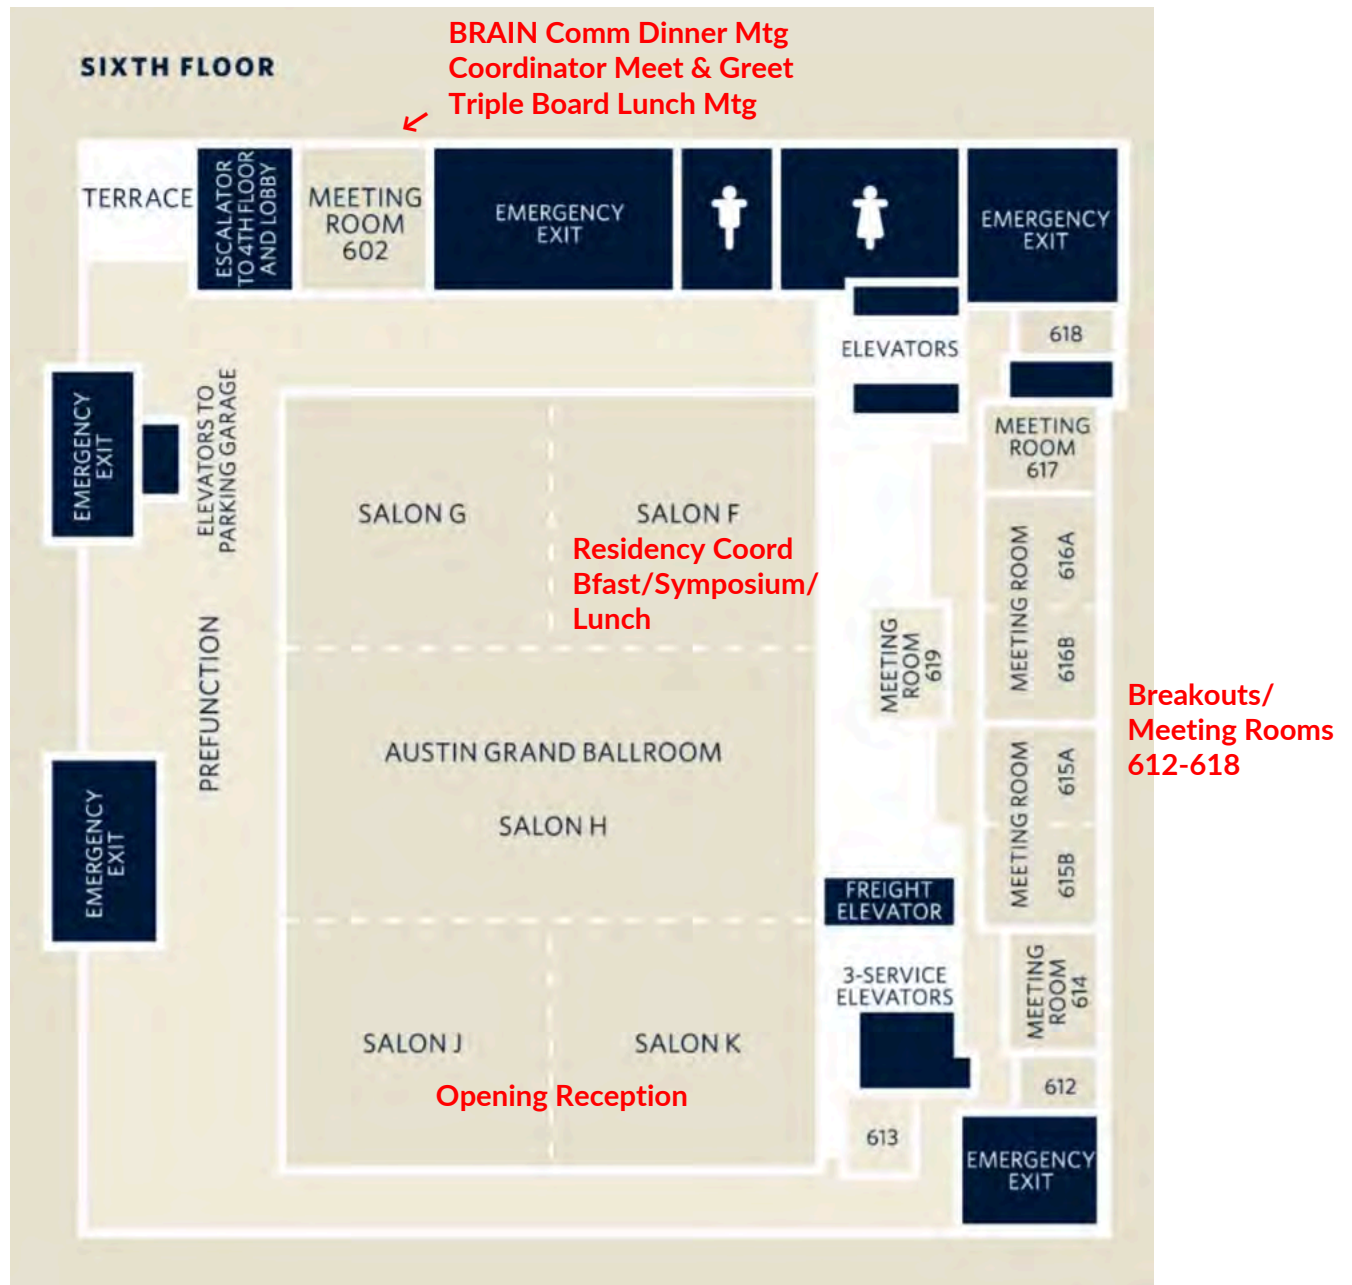 BRAIN Comm Dinner Mtg
Coordinator Meet & Greet
Triple Board Lunch Mtg
SIXTH FLOOR
TERRACE
ESCALATOR
TO 4TH FLOOR
AND LOBBY
MEETING
ROOM
602
EMERGENCY
EXIT
EMERGENCY
EXIT
ELEVATORS
618
EMERGENCY
EXIT
ELEVATORS TO
PARKING GARAGE
MEETING
ROOM
617
SALON G
SALON F
Residency Coord
Bfast/Symposium/
Lunch
MEETING ROOM
616A
616B
MEETING
ROOM
619
PREFUNCTION
Breakouts/
Meeting Rooms
612-618
AUSTIN GRAND BALLROOM
SALON H
MEETING ROOM
615A
615B
EMERGENCY
EXIT
FREIGHT
ELEVATOR
3-SERVICE
ELEVATORS
MEETING
ROOM
614
SALON J
SALON K
Opening Reception
612
613
EMERGENCY
EXIT